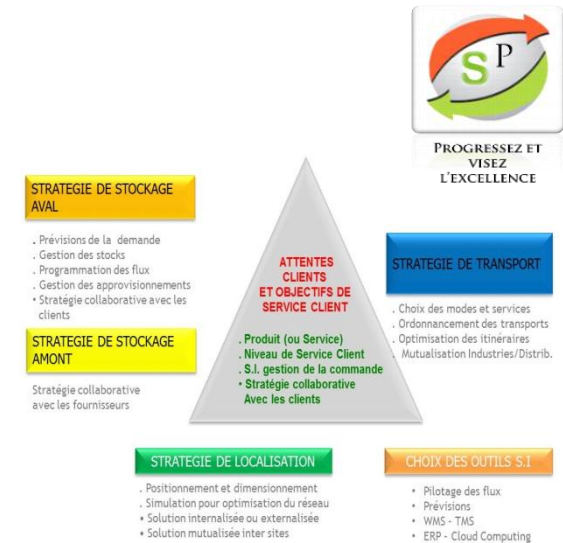 S P
PROGRESSEZ ET
VISEZ
L'EXCELLENCE
STRATEGIE DE STOCKAGE
AVAL
. Prévisions de la demande
. Gestion des stocks
. Programmation des flux
. Gestion des approvisionnements
• Stratégie collaborative avec les
clients
STRATEGIE DE STOCKAGE
AMONT
Stratégie collaborative
avec les fournisseurs
ATTENTES
CLIENTS
ET OBJECTIFS DE
SERVICE CLIENT
. Produit (ou Service)
. Niveau de Service Client
. S.I. gestion de la commande
• Stratégie collaborative
Avec les clients
STRATEGIE DE TRANSPORT
. Choix des modes et services
. Ordonnancement des transports
. Optimisation des itinéraires
. Mutualisation Industries/Distrib.
STRATEGIE DE LOCALISATION
. Positionnement et dimensionnement
. Simulation pour optimisation du réseau
• Solution internalisée ou externalisée
• Solution mutualisée inter sites
CHOIX DES OUTILS S.I
• Pilotage des flux
• Prévisions
• WMS - TMS
• ERP - Cloud Computing